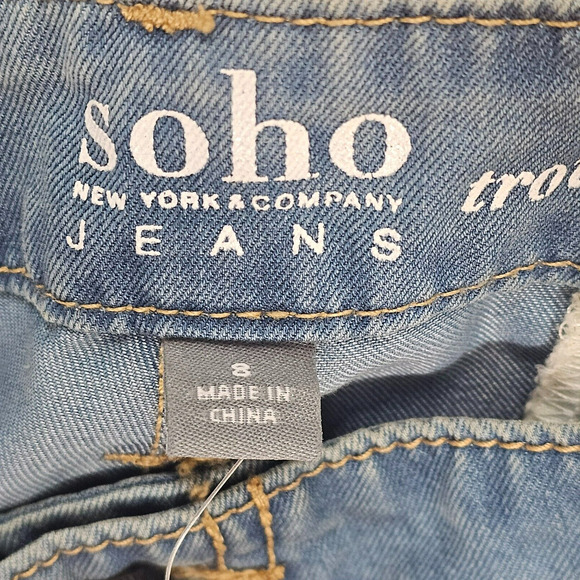 soho
NEW YORK & COMPANY
JEANS
8
MADE IN
CHINA